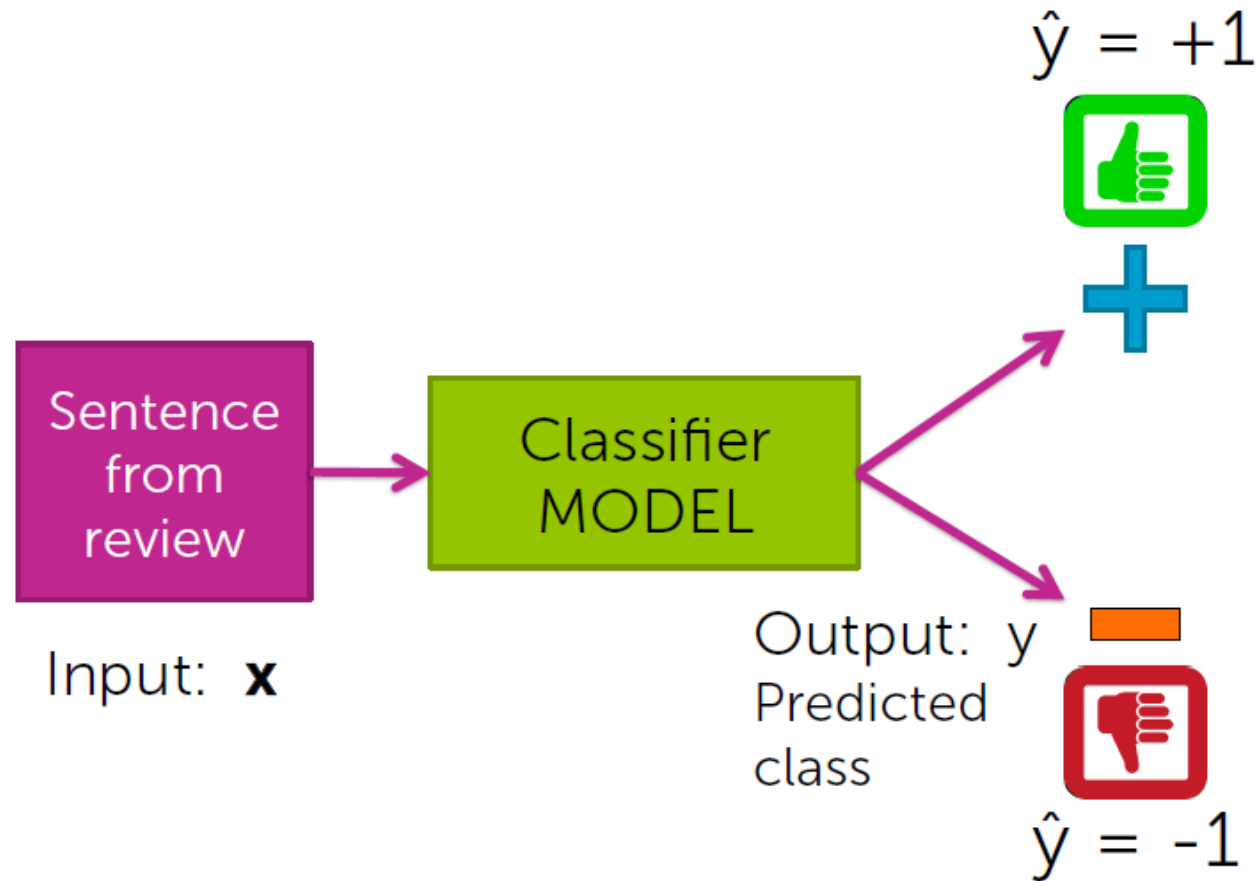 ŷ = +1
Sentence
from
review
Classifier
MODEL
Input: x
Output: y
Predicted
class
ŷ = -1